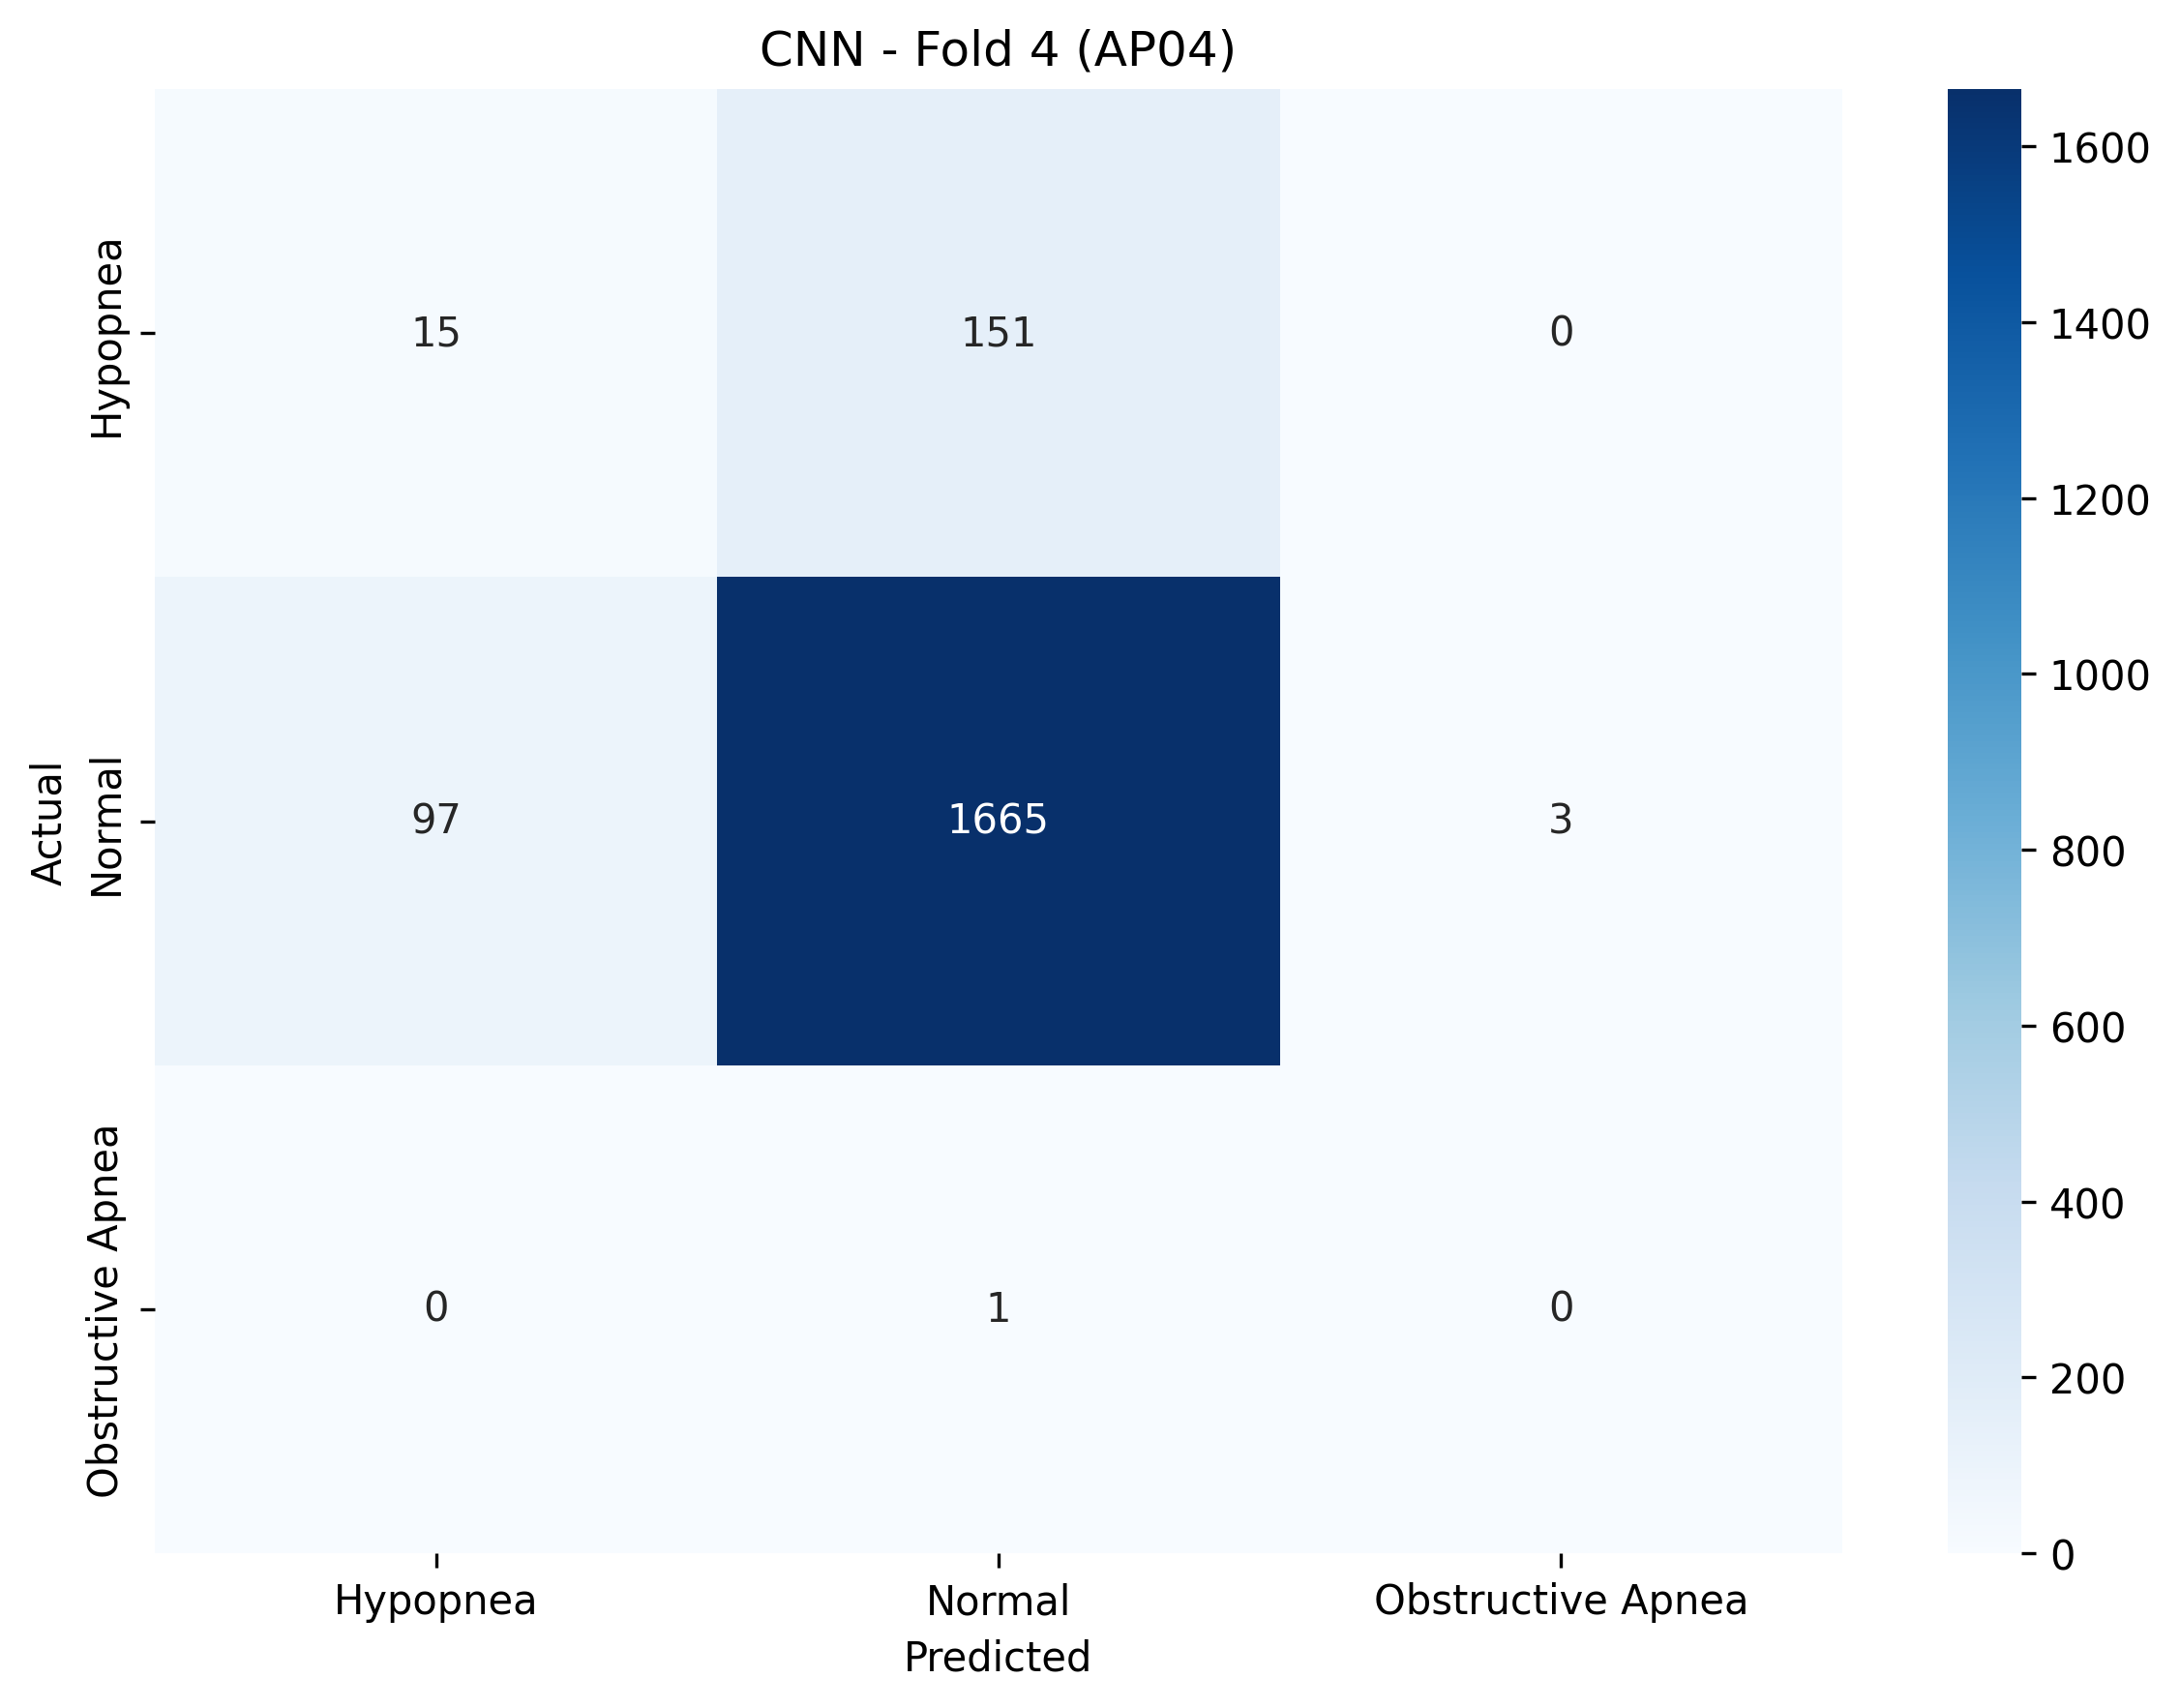 CNN - Fold 4 (AP04)
Actual
Hypopnea
15 151 0
Normal
97 1665 3
Obstructive Apnea
0 1 0
Hypopnea Normal Obstructive Apnea
Predicted
1600
1400
1200
1000
800
600
400
200
0